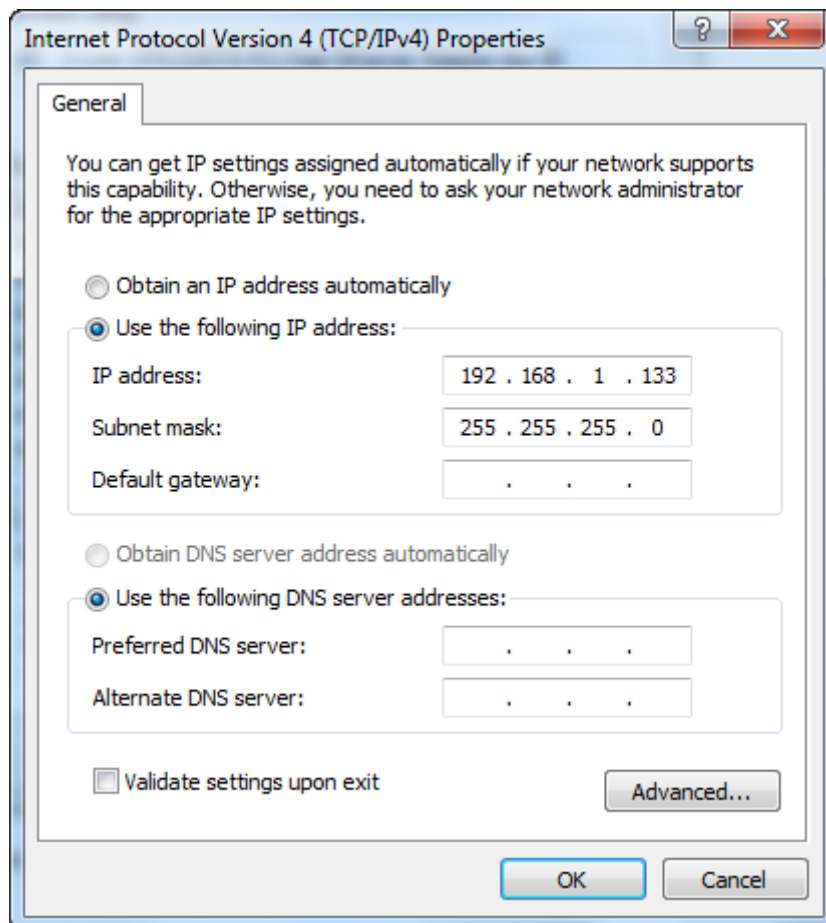 Internet Protocol Version 4 (TCP/IPv4) Properties
General
You can get IP settings assigned automatically if your network supports
this capability. Otherwise, you need to ask your network administrator
for the appropriate IP settings.
Obtain an IP address automatically
Use the following IP address:
IP address: 192 . 168 . 1 . 133
Subnet mask: 255 . 255 . 255 . 0
Default gateway: . . .
Obtain DNS server address automatically
Use the following DNS server addresses:
Preferred DNS server: . . .
Alternate DNS server: . . .
Validate settings upon exit
Advanced...
OK Cancel